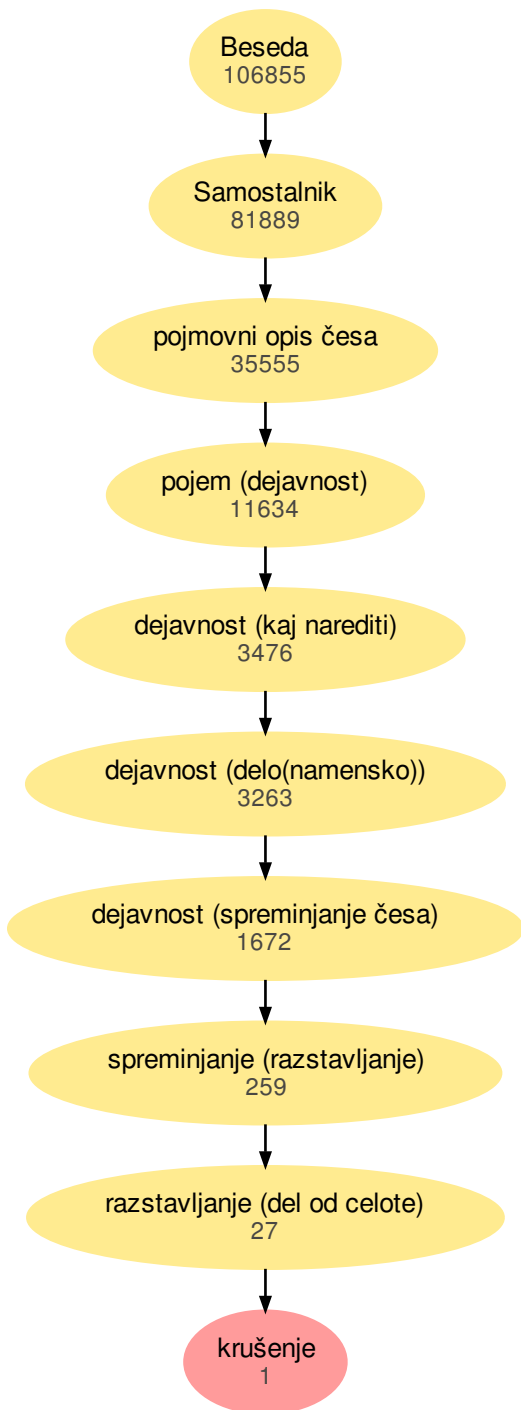 Beseda
106855
Samostalnik
81889
pojmovni opis česa
35555
pojem (dejavnost)
11634
dejavnost (kaj narediti)
3476
dejavnost (delo(namensko))
3263
dejavnost (spreminjanje česa)
1672
spreminjanje (razstavljanje)
259
razstavljanje (del od celote)
27
krušenje
1